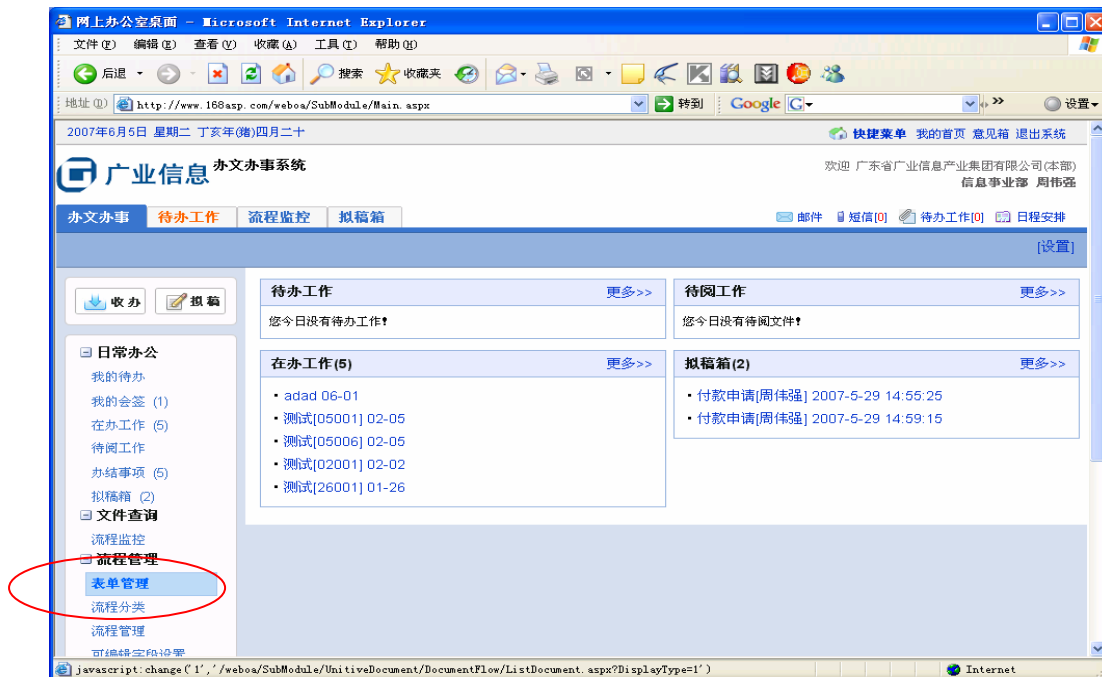 网上办公室桌面 - Microsoft Internet Explorer
文件(F) 编辑(E) 查看(V) 收藏(A) 工具(T) 帮助(H)
后退 搜索 收藏夹
地址(D) http://www.168asp.com/weboa/SubModule/Main.aspx 转到 Google G 设置
2007年6月5日 星期二 丁亥年(猪)四月二十 快捷菜单 我的首页 意见箱 退出系统
广业信息 办文办事系统 欢迎 广东省广业信息产业集团有限公司(本部)
信息事业部 周伟强
办文办事 待办工作 流程监控 拟稿箱 邮件 短信[0] 待办工作[0] 日程安排
[设置]
收办 拟稿
日常办公
我的待办
我的会签 (1)
在办工作 (5)
待阅工作
办结事项 (5)
拟稿箱 (2)
文件查询
流程监控
流程管理
表单管理
流程分类
流程管理
可编辑字段设置
待办工作 更多>>
您今日没有待办工作!
待阅工作 更多>>
您今日没有待阅文件!
在办工作(5) 更多>>
adad 06-01
测试[05001] 02-05
测试[05006] 02-05
测试[02001] 02-02
测试[26001] 01-26
拟稿箱(2) 更多>>
付款申请[周伟强] 2007-5-29 14:55:25
付款申请[周伟强] 2007-5-29 14:59:15
javascript:change('1','/weboa/SubModule/UnitiveDocument/DocumentFlow/ListDocument.aspx?DisplayType=1') Internet